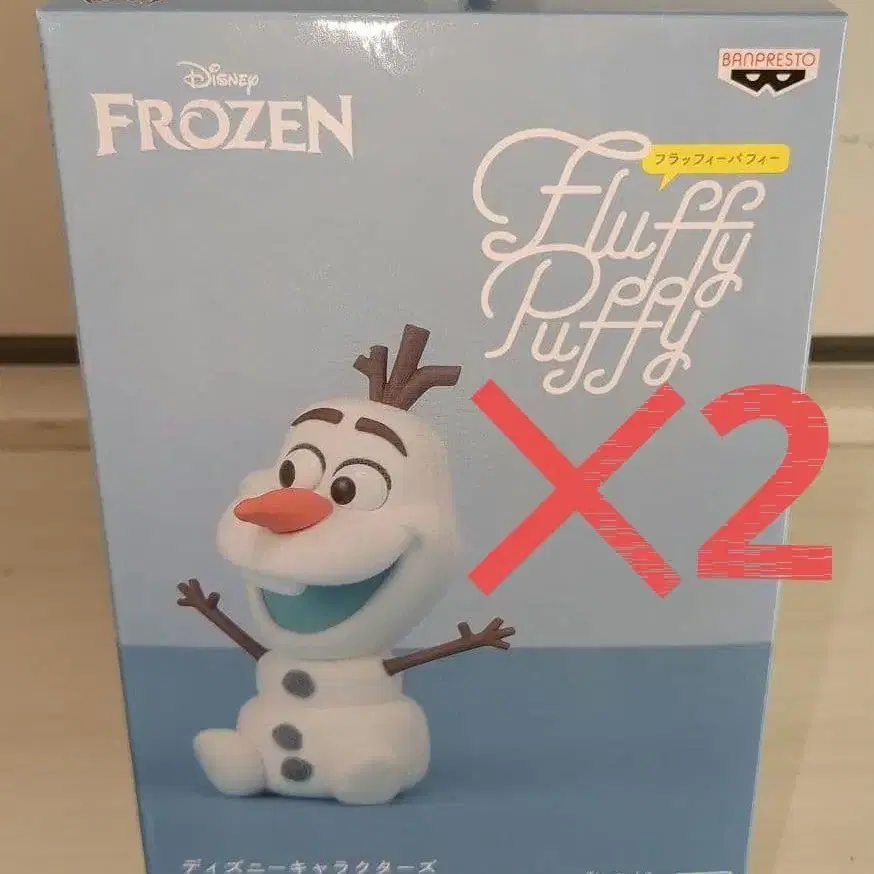 Disney
FROZEN
BANPRESTO
フラッフィーパフィー
Fluffy
Puffy
X2
ディズニーキャラクターズ